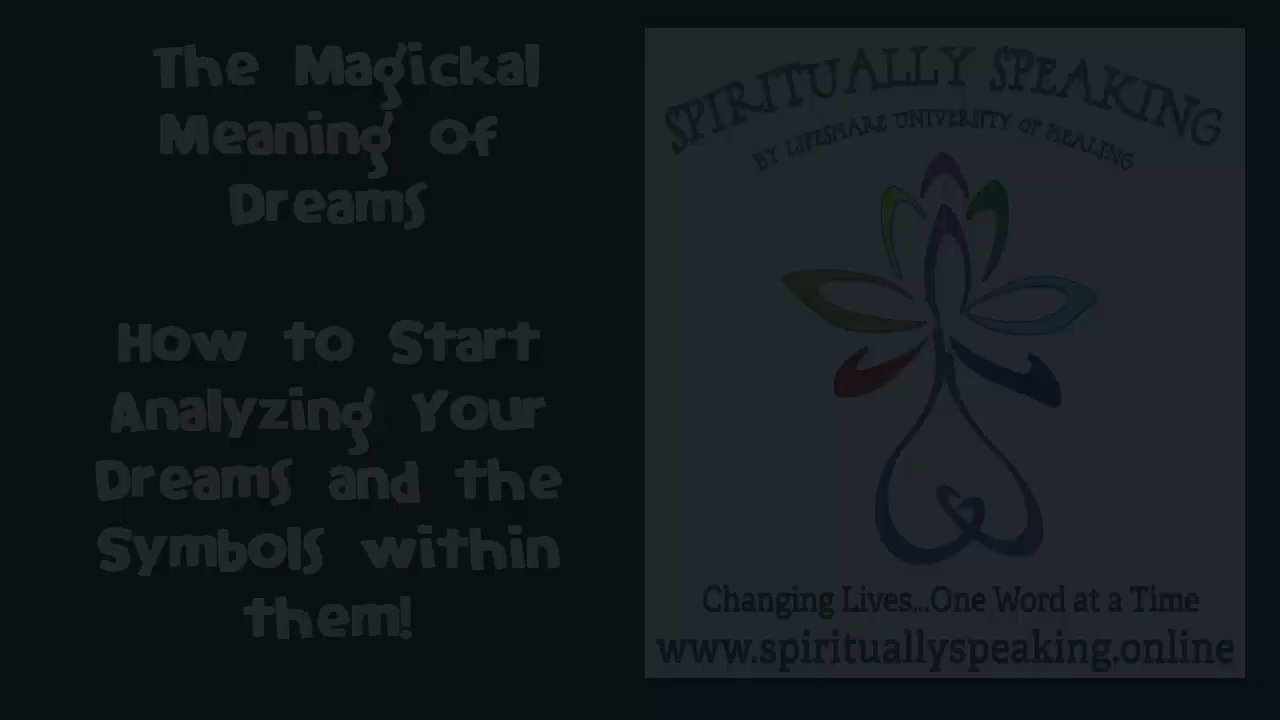 The Magickal
Meaning of
Dreams
How to Start
Analyzing Your
Dreams and the
Symbols within
them!
SPIRITUALLY SPEAKING
BY LIFESHARE UNIVERSITY OF HEALING
Changing Lives...One Word at a Time
www.spirituallyspeaking.online